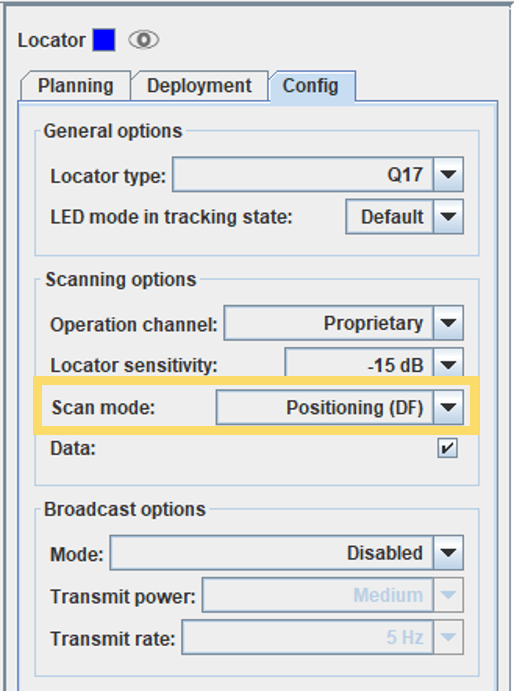 Locator
Planning Deployment Config
General options
Locator type: Q17
LED mode in tracking state: Default
Scanning options
Operation channel: Proprietary
Locator sensitivity: -15 dB
Scan mode: Positioning (DF)
Data:
Broadcast options
Mode: Disabled
Transmit power: Medium
Transmit rate: 5 Hz